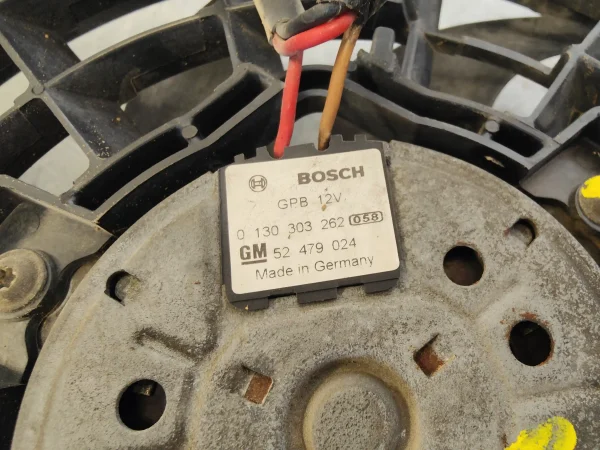 BOSCH
GPB 12V
0 130 303 262 058
GM 52 479 024
Made in Germany